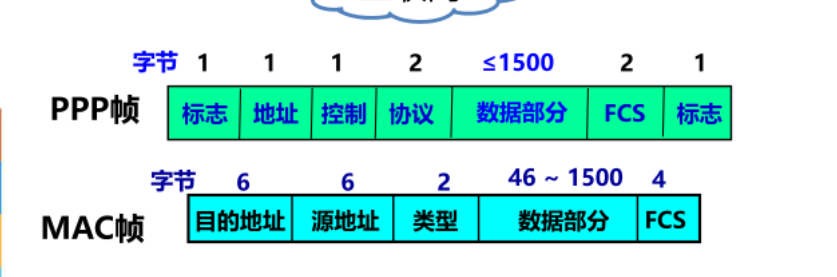 字节 1 1 1 2 ≤1500 2 1
PPP帧 标志 地址 控制 协议 数据部分 FCS 标志
字节 6 6 2 46 ~ 1500 4
MAC帧 目的地址 源地址 类型 数据部分 FCS